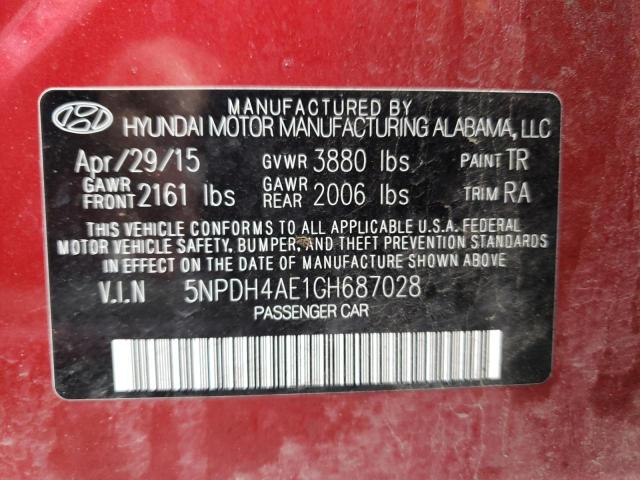 MANUFACTURED BY
HYUNDAI MOTOR MANUFACTURING ALABAMA, LLC
Apr/29/15 GVWR 3880 lbs PAINT TR
GAWR FRONT 2161 lbs GAWR REAR 2006 lbs TRIM RA
THIS VEHICLE CONFORMS TO ALL APPLICABLE U.S.A. FEDERAL
MOTOR VEHICLE SAFETY, BUMPER, AND THEFT PREVENTION STANDARDS
IN EFFECT ON THE DATE OF MANUFACTURE SHOWN ABOVE.
V.I.N 5NPDH4AE1GH687028
PASSENGER CAR